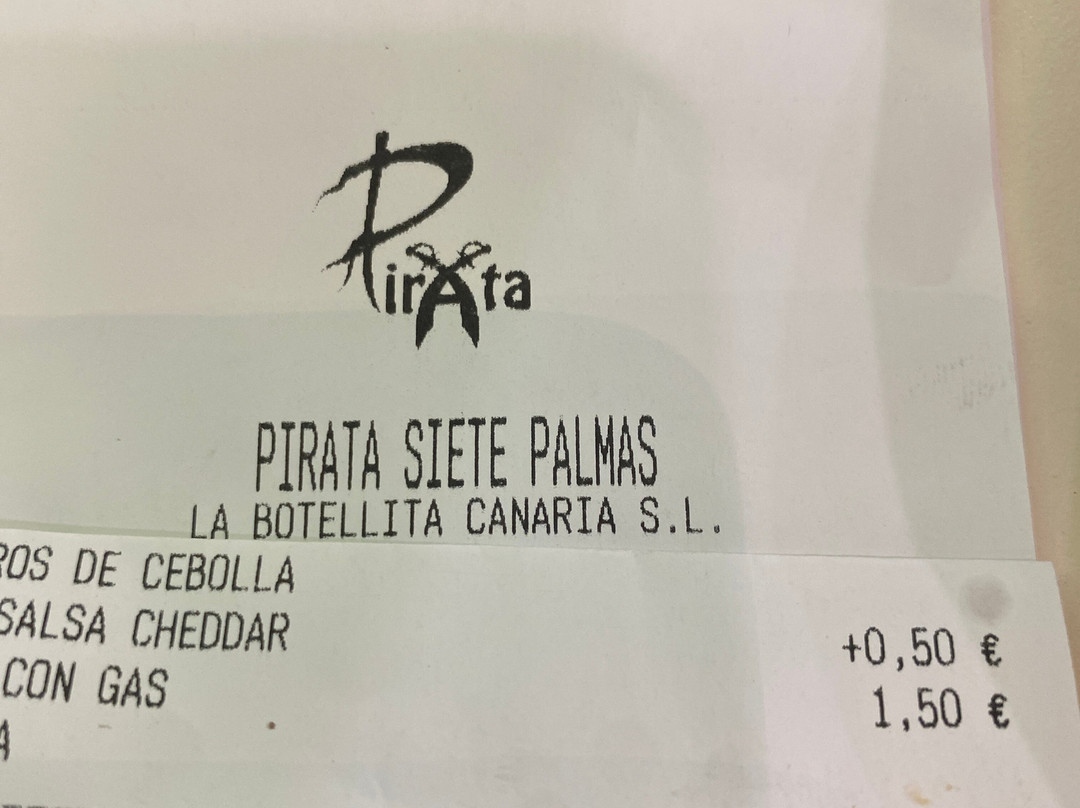 Pirata
PIRATA SIETE PALMAS
LA BOTELLITA CANARIA S.L.
ROS DE CEBOLLA
SALSA CHEDDAR +0,50 €
CON GAS 1,50 €
A